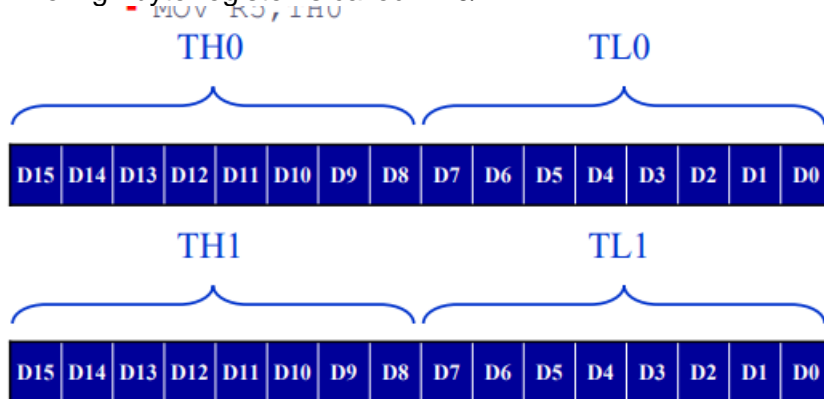 MOV R5,TH0
TH0 TL0
D15 D14 D13 D12 D11 D10 D9 D8 D7 D6 D5 D4 D3 D2 D1 D0
TH1 TL1
D15 D14 D13 D12 D11 D10 D9 D8 D7 D6 D5 D4 D3 D2 D1 D0